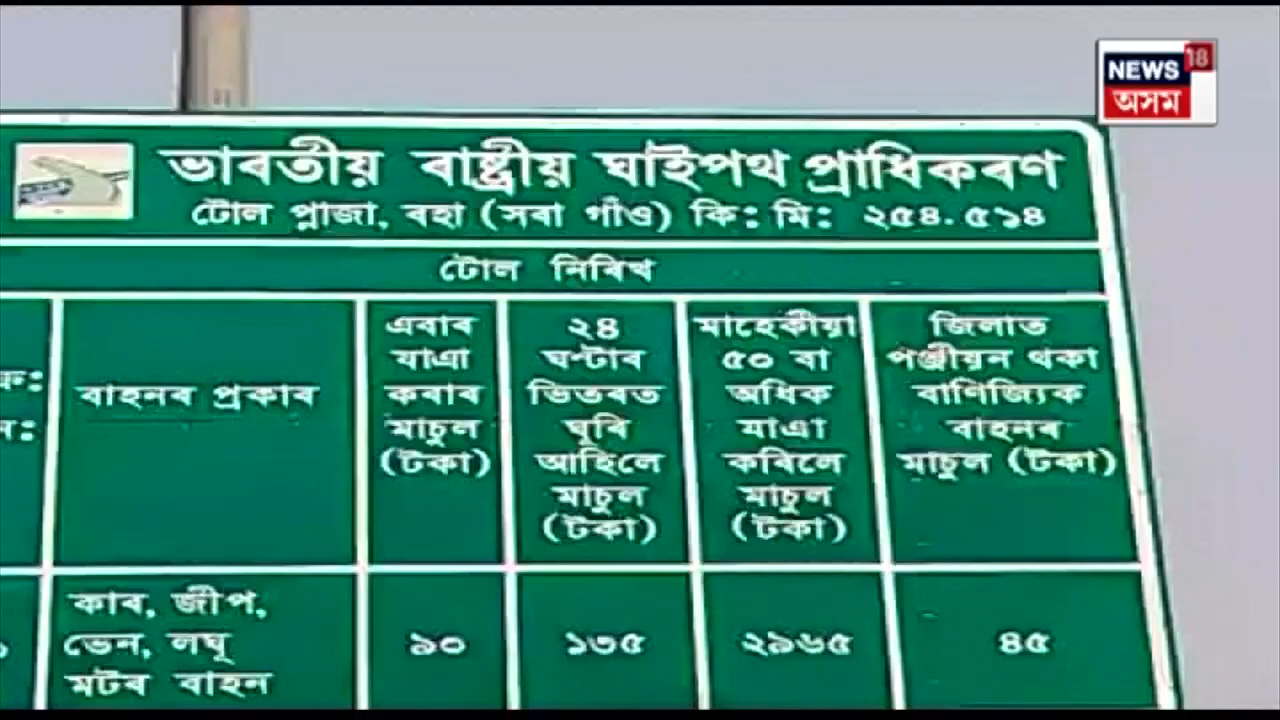 NEWS 18
অসম
ভাৰতীয় ৰাষ্ট্ৰীয় ঘাইপথ প্ৰাধিকৰণ
টোল প্লাজা, ৰহা (সৰা গাঁও) কি: মি: ২৫৪.৫১৪
টোল নিৰিখ
বাহনৰ প্ৰকাৰ
এবাৰ
যাত্ৰা
কৰাৰ
মাচুল
(টকা)
২৪
ঘণ্টাৰ
ভিতৰত
ঘূৰি
আহিলে
মাচুল
(টকা)
মাহেকীয়া
৫০ বা
অধিক
যাত্ৰা
কৰিলে
মাচুল
(টকা)
জিলাত
পঞ্জীয়ন থকা
বাণিজ্যিক
বাহনৰ
মাচুল (টকা)
কাৰ, জীপ,
ভেন, লঘূ
মটৰ বাহন
৯০
১৩৫
২৯৬৫
৪৫